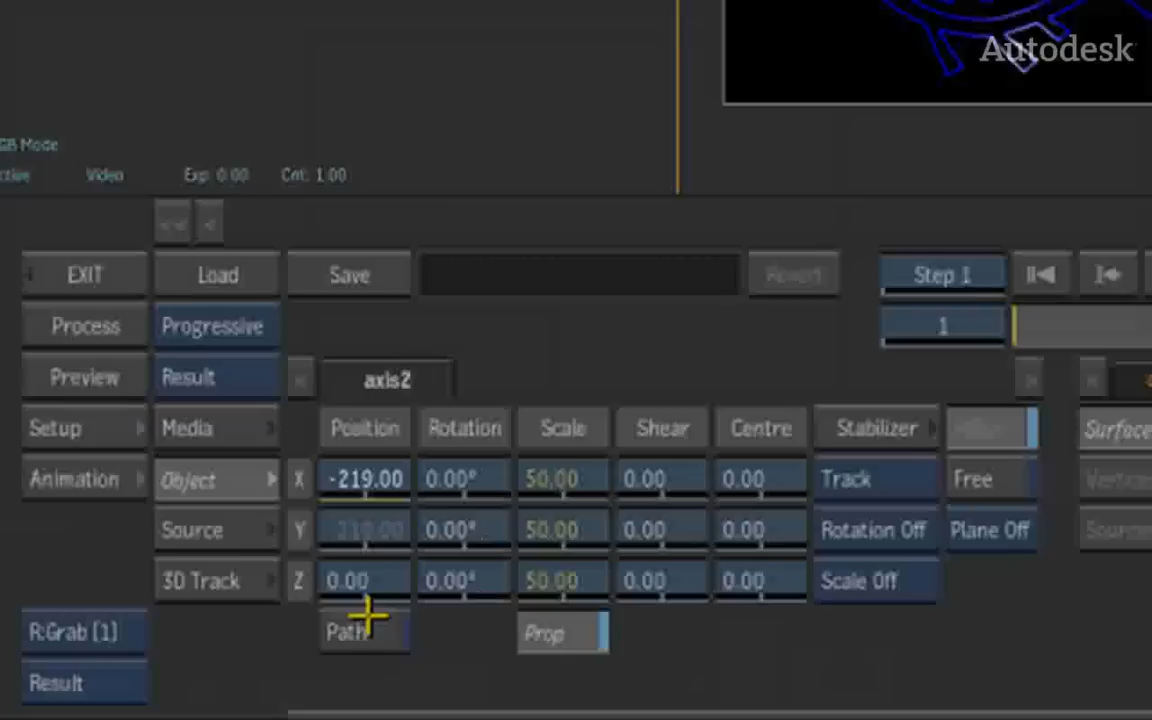 Autodesk
GB Mode
ctive Video Exp: 0.00 Cnt: 1.00
<< <
EXIT Load Save Revert Step 1
Process Progressive 1
Preview Result axis2
Setup Media Position Rotation Scale Shear Centre Stabilizer Surface
Animation Object X -219.00 0.00° 50.00 0.00 0.00 Track Free
Source Y 0.00° 50.00 0.00 0.00 Rotation Off Plane Off
3D Track Z 0.00 0.00° 50.00 0.00 0.00 Scale Off
R:Grab [1] Path Prop
Result